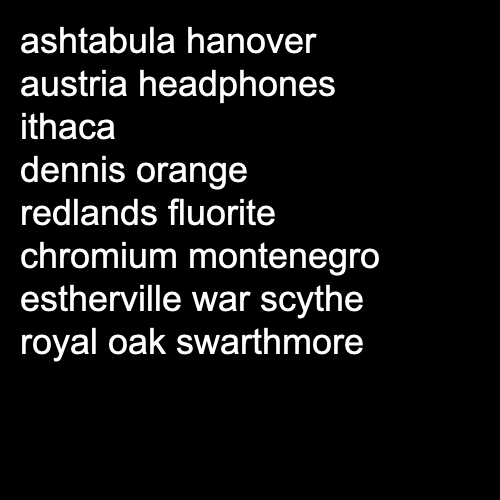 ashtabula hanover
austria headphones
ithaca
dennis orange
redlands fluorite
chromium montenegro
estherville war scythe
royal oak swarthmore